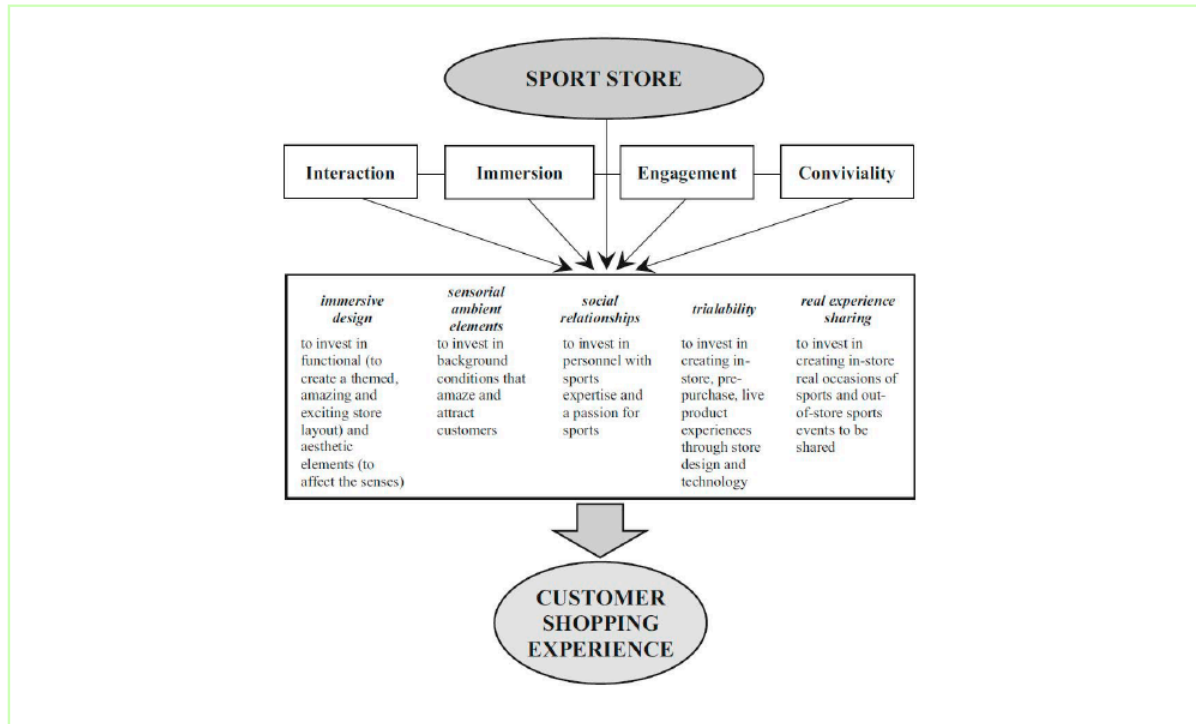 SPORT STORE
Interaction
Immersion
Engagement
Conviviality
immersive
design
to invest in
functional (to
create a themed,
amazing and
exciting store
layout) and
aesthetic
elements (to
affect the senses)
sensorial
ambient
elements
to invest in
background
conditions that
amaze and
attract
customers
social
relationships
to invest in
personnel with
sports
expertise and
a passion for
sports
trialability
to invest in
creating in-
store, pre-
purchase, live
product
experiences
through store
design and
technology
real experience
sharing
to invest in
creating in-store
real occasions of
sports and out-
of-store sports
events to be
shared
CUSTOMER
SHOPPING
EXPERIENCE